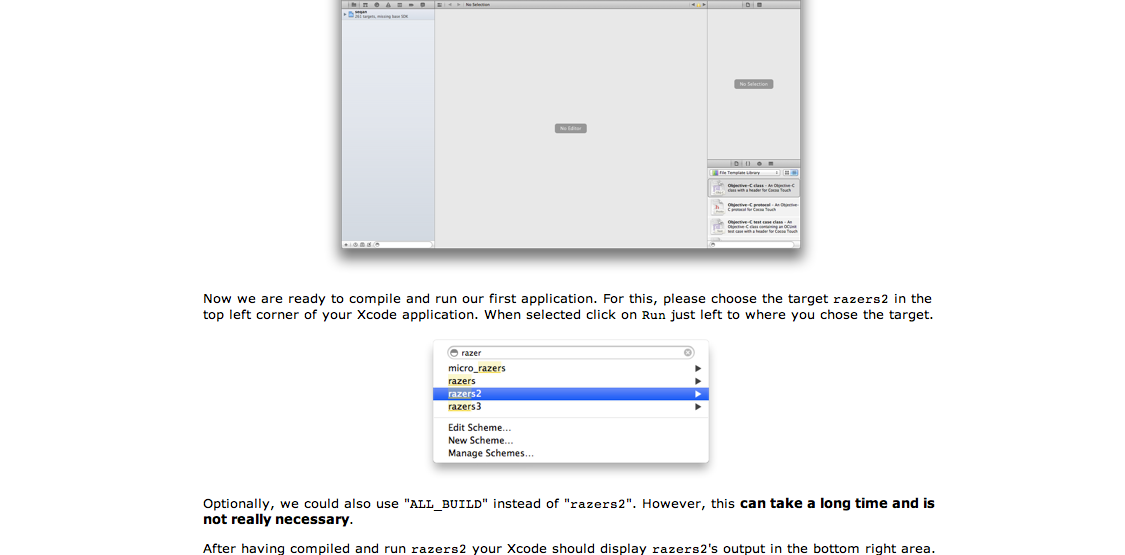 No Selection
seqan
261 targets, missing base SDK
No Selection
No Editor
File Template Library
Objective-C class - An Objective-C
class with a header for Cocoa Touch
Objective-C protocol - An Objective-
C protocol for Cocoa Touch
Objective-C test case class - An
Objective-C class containing an OCUnit
test case with a header for Cocoa Touch
Now we are ready to compile and run our first application. For this, please choose the target razers2 in the
top left corner of your Xcode application. When selected click on Run just left to where you chose the target.
razer
micro_razers
razers
razers2
razers3
Edit Scheme...
New Scheme...
Manage Schemes...
Optionally, we could also use "ALL_BUILD" instead of "razers2". However, this can take a long time and is
not really necessary.
After having compiled and run razers2 your Xcode should display razers2's output in the bottom right area.